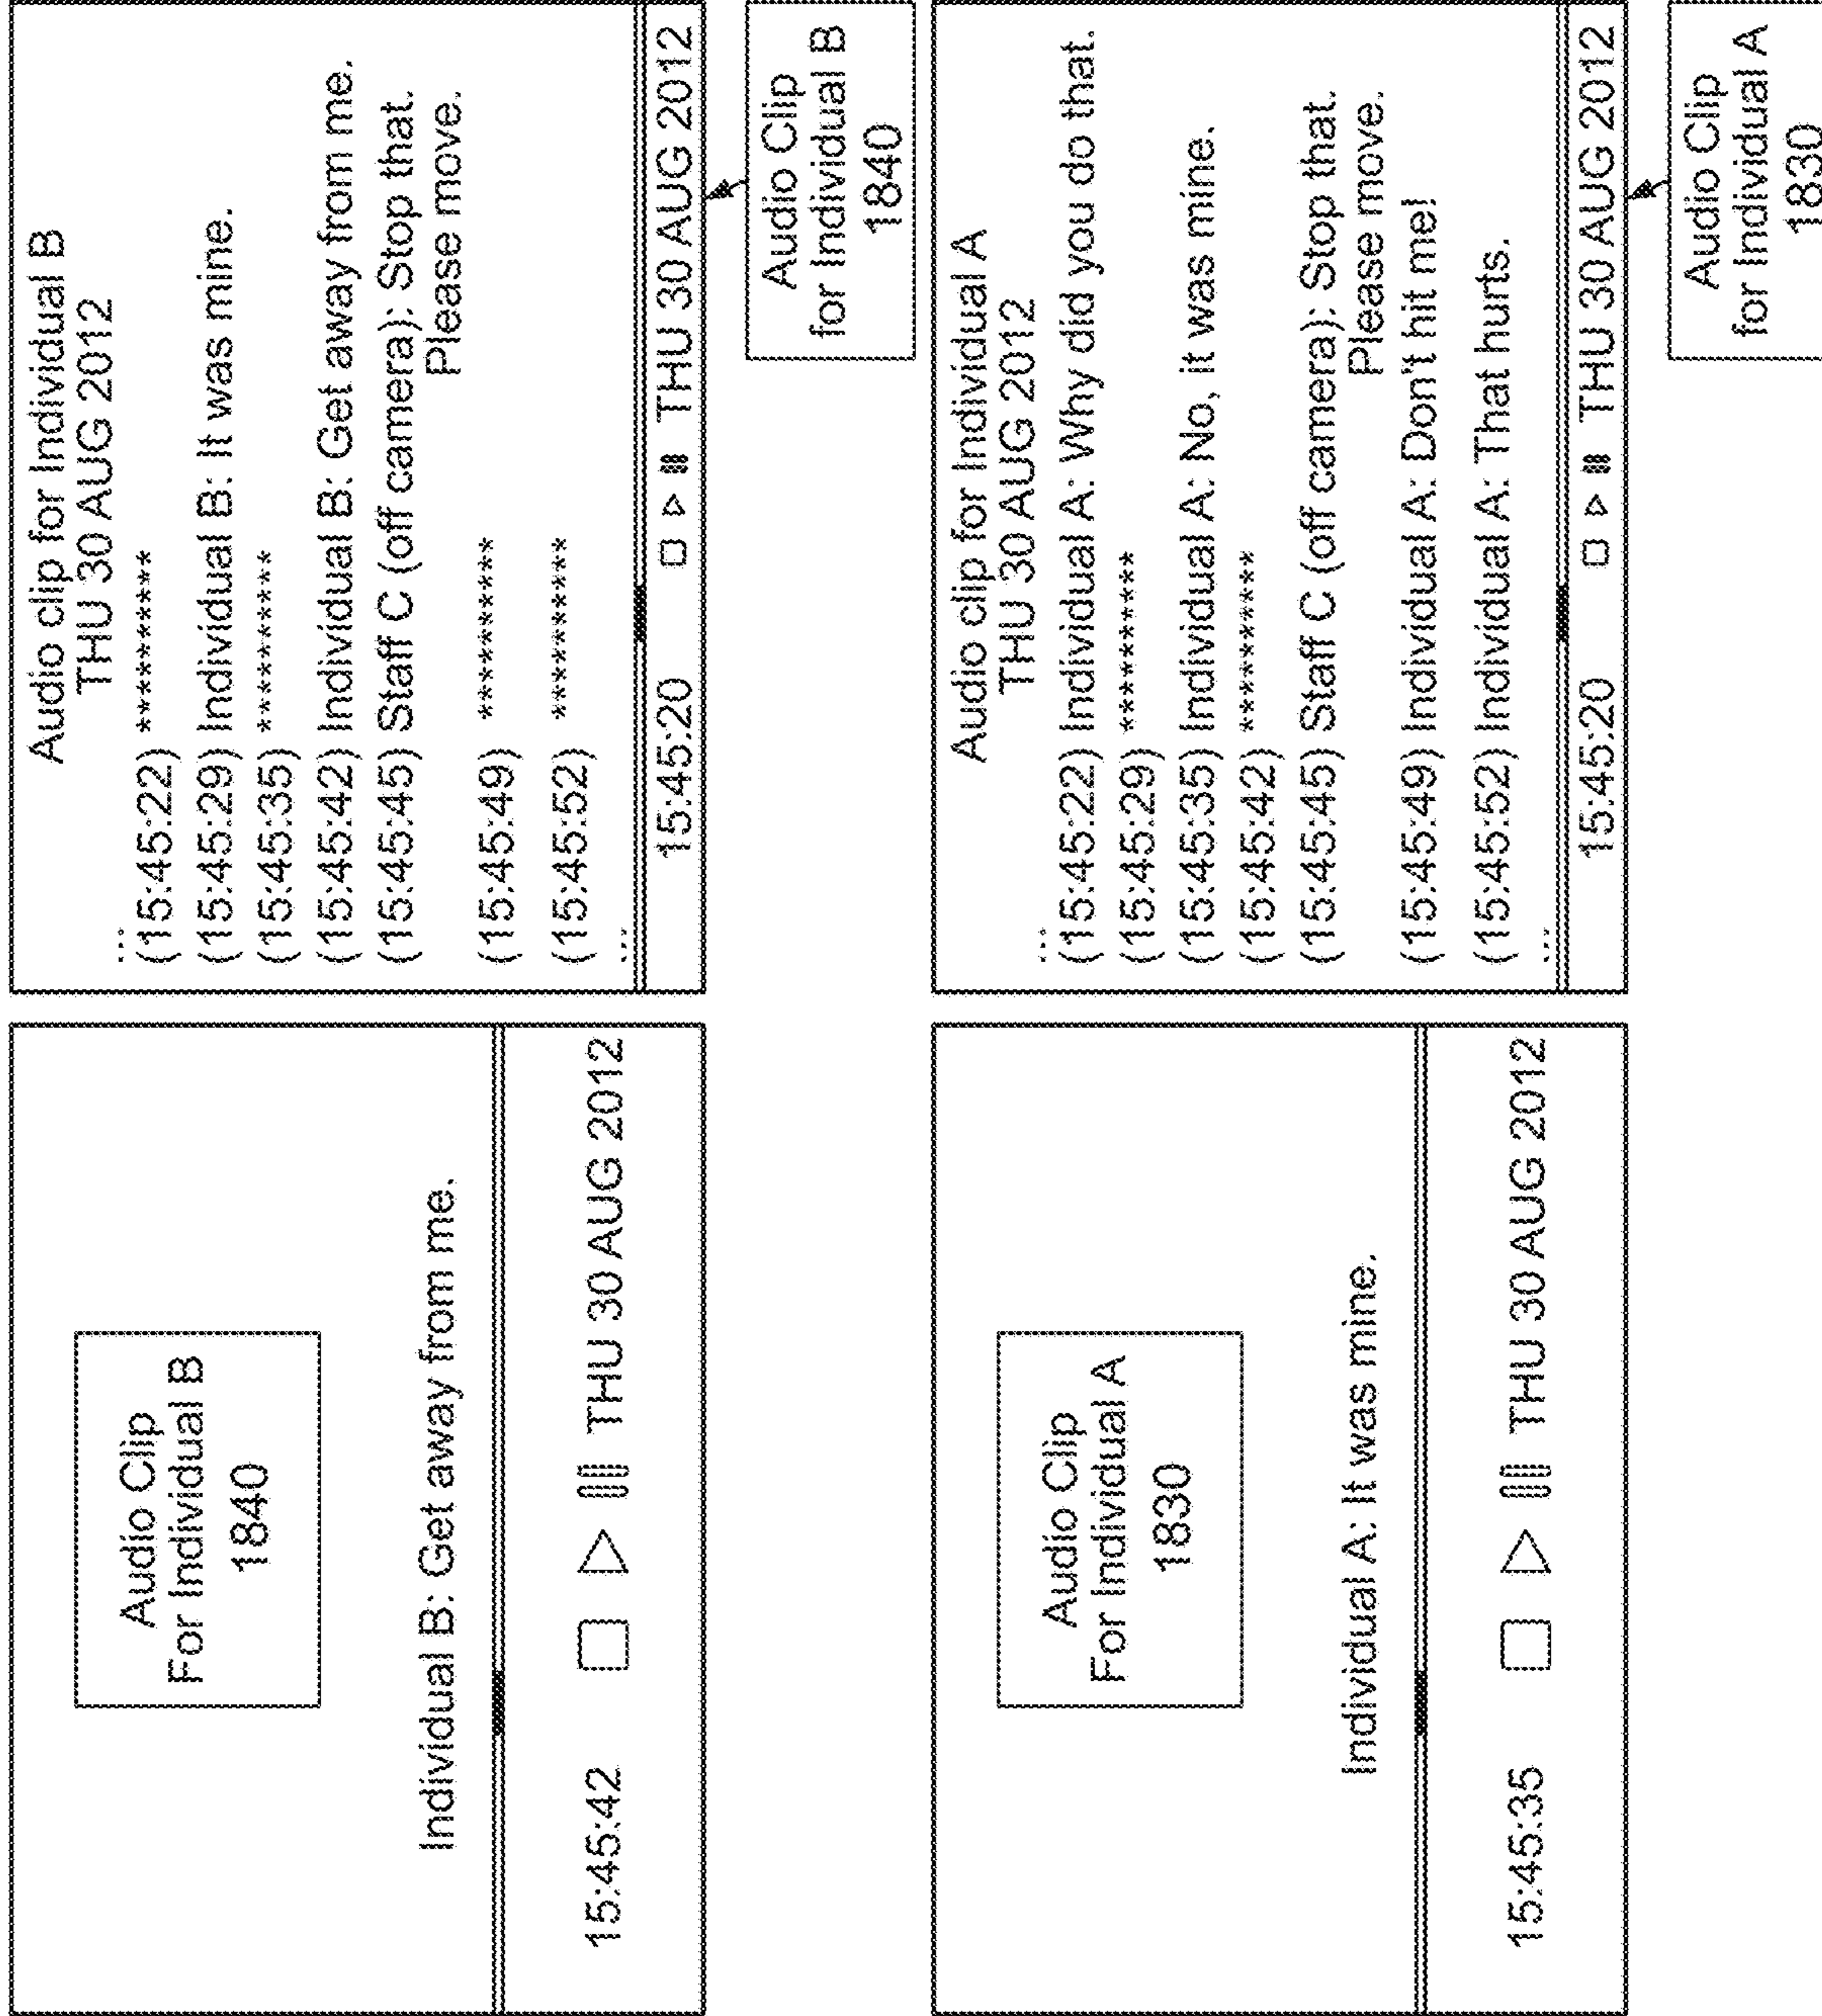 Audio Clip
For Individual B
1840
Individual B: Get away from me.
15:45:42 THU 30 AUG 2012
Audio clip for Individual B
THU 30 AUG 2012
...
(15:45:22) **********
(15:45:29) Individual B: It was mine.
(15:45:35) **********
(15:45:42) Individual B: Get away from me.
(15:45:45) Staff C (off camera): Stop that.
Please move.
(15:45:49) **********
(15:45:52) **********
...
15:45:20 THU 30 AUG 2012
Audio Clip
for Individual B
1840
Audio Clip
For Individual A
1830
Individual A: It was mine.
15:45:35 THU 30 AUG 2012
Audio clip for Individual A
THU 30 AUG 2012
...
(15:45:22) Individual A: Why did you do that.
(15:45:29) **********
(15:45:35) Individual A: No, it was mine.
(15:45:42) **********
(15:45:45) Staff C (off camera): Stop that.
Please move.
(15:45:49) Individual A: Don't hit me!
(15:45:52) Individual A: That hurts.
...
15:45:20 THU 30 AUG 2012
Audio Clip
for Individual A
1830